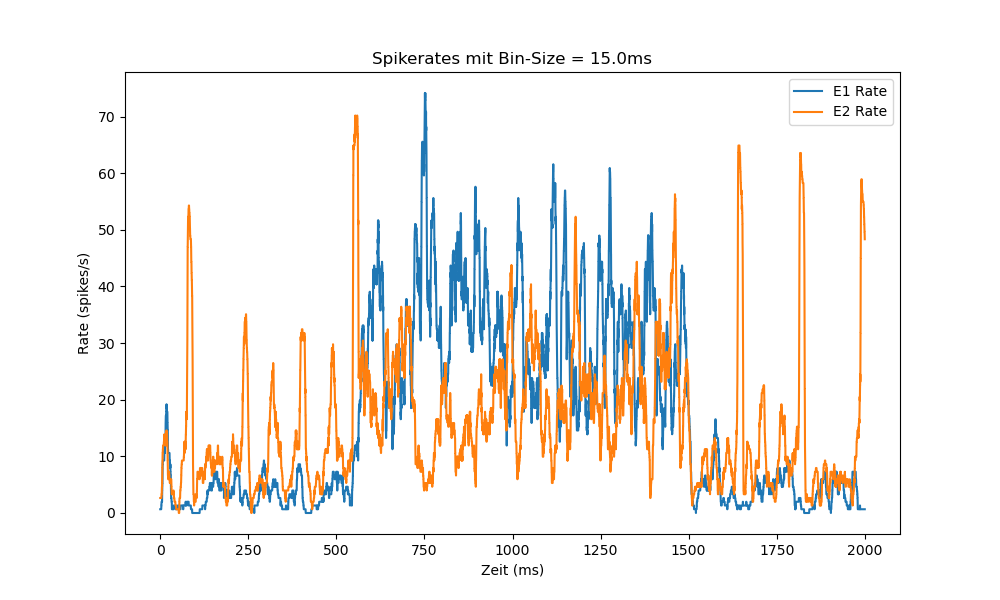 Spikerates mit Bin-Size = 15.0ms
E1 Rate
E2 Rate
Rate (spikes/s)
70
60
50
40
30
20
10
0
0 250 500 750 1000 1250 1500 1750 2000
Zeit (ms)